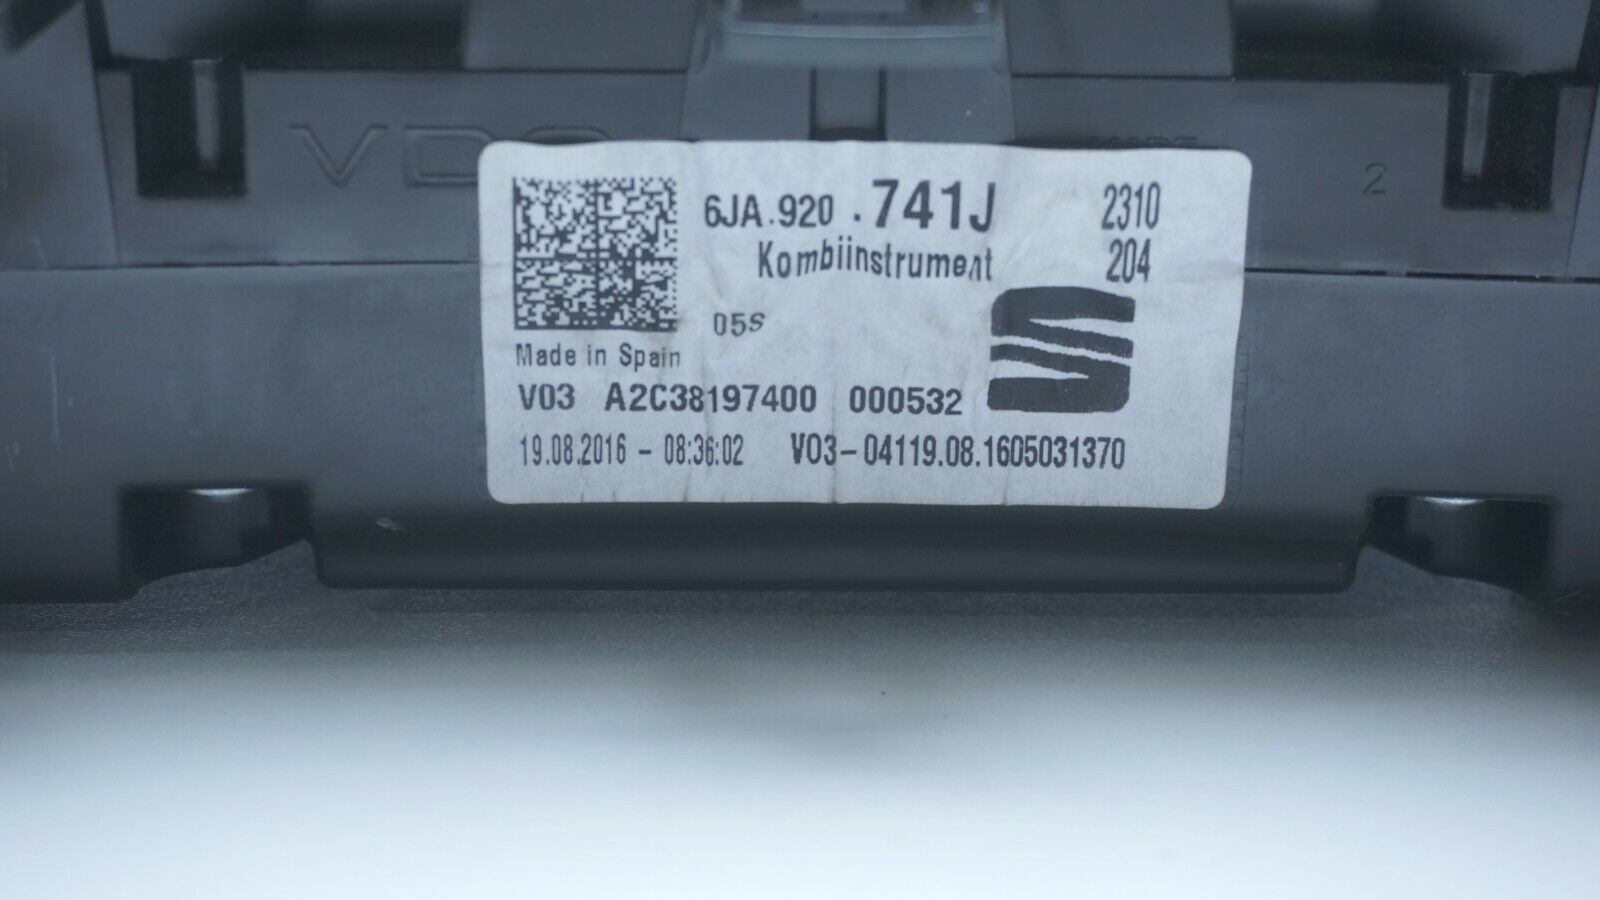 VDO
2
6JA.920 .741J 2310
Kombiinstrument 204
05S
Made in Spain
V03 A2C38197400 000532
19.08.2016 - 08:36:02 V03-04119.08.1605031370